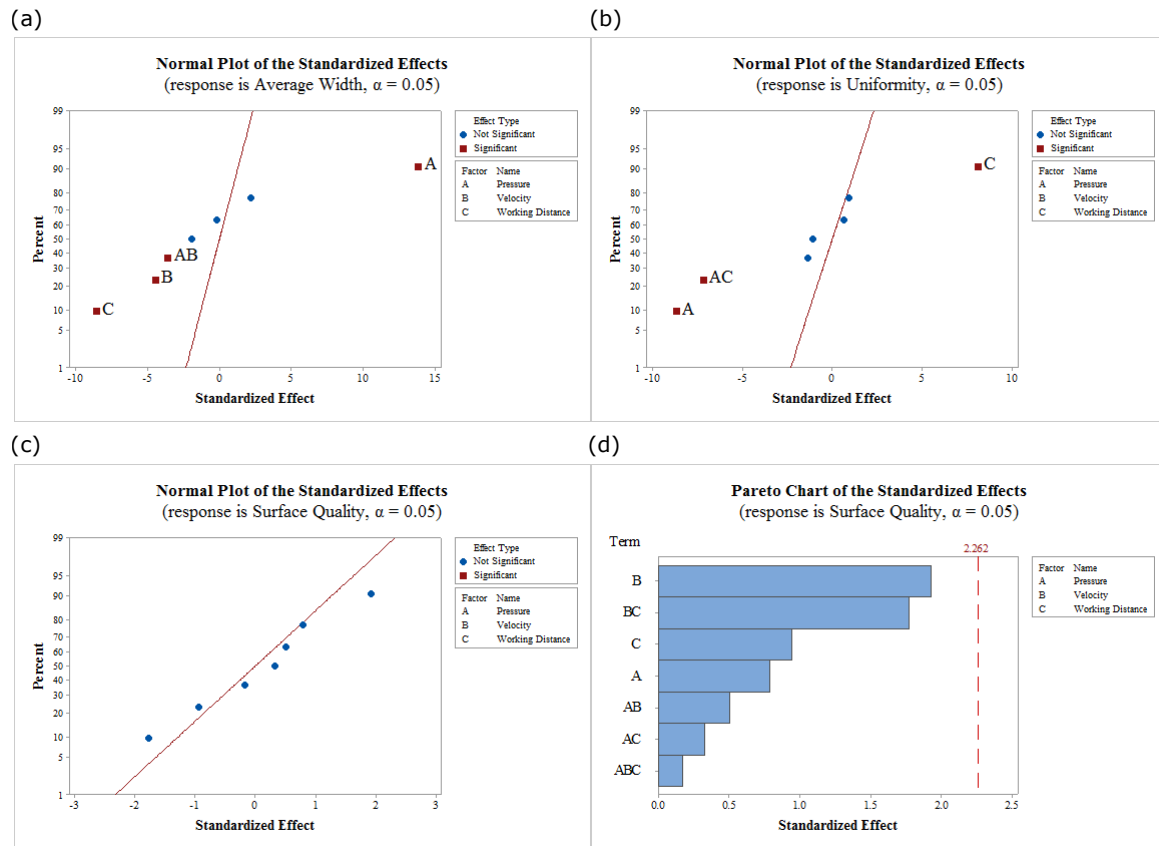 (a)
Normal Plot of the Standardized Effects
(response is Average Width, α = 0.05)
99
95
90
80
70
60
50
40
30
20
10
5
1
Percent
A
AB
B
C
-10 -5 0 5 10 15
Standardized Effect
Effect Type
Not Significant
Significant
Factor Name
A Pressure
B Velocity
C Working Distance
(b)
Normal Plot of the Standardized Effects
(response is Uniformity, α = 0.05)
99
95
90
80
70
60
50
40
30
20
10
5
1
Percent
C
AC
A
-10 -5 0 5 10
Standardized Effect
Effect Type
Not Significant
Significant
Factor Name
A Pressure
B Velocity
C Working Distance
(c)
Normal Plot of the Standardized Effects
(response is Surface Quality, α = 0.05)
99
95
90
80
70
60
50
40
30
20
10
5
1
Percent
-3 -2 -1 0 1 2 3
Standardized Effect
Effect Type
Not Significant
Significant
Factor Name
A Pressure
B Velocity
C Working Distance
(d)
Pareto Chart of the Standardized Effects
(response is Surface Quality, α = 0.05)
Term
2.262
B
BC
C
A
AB
AC
ABC
0.0 0.5 1.0 1.5 2.0 2.5
Standardized Effect
Factor Name
A Pressure
B Velocity
C Working Distance